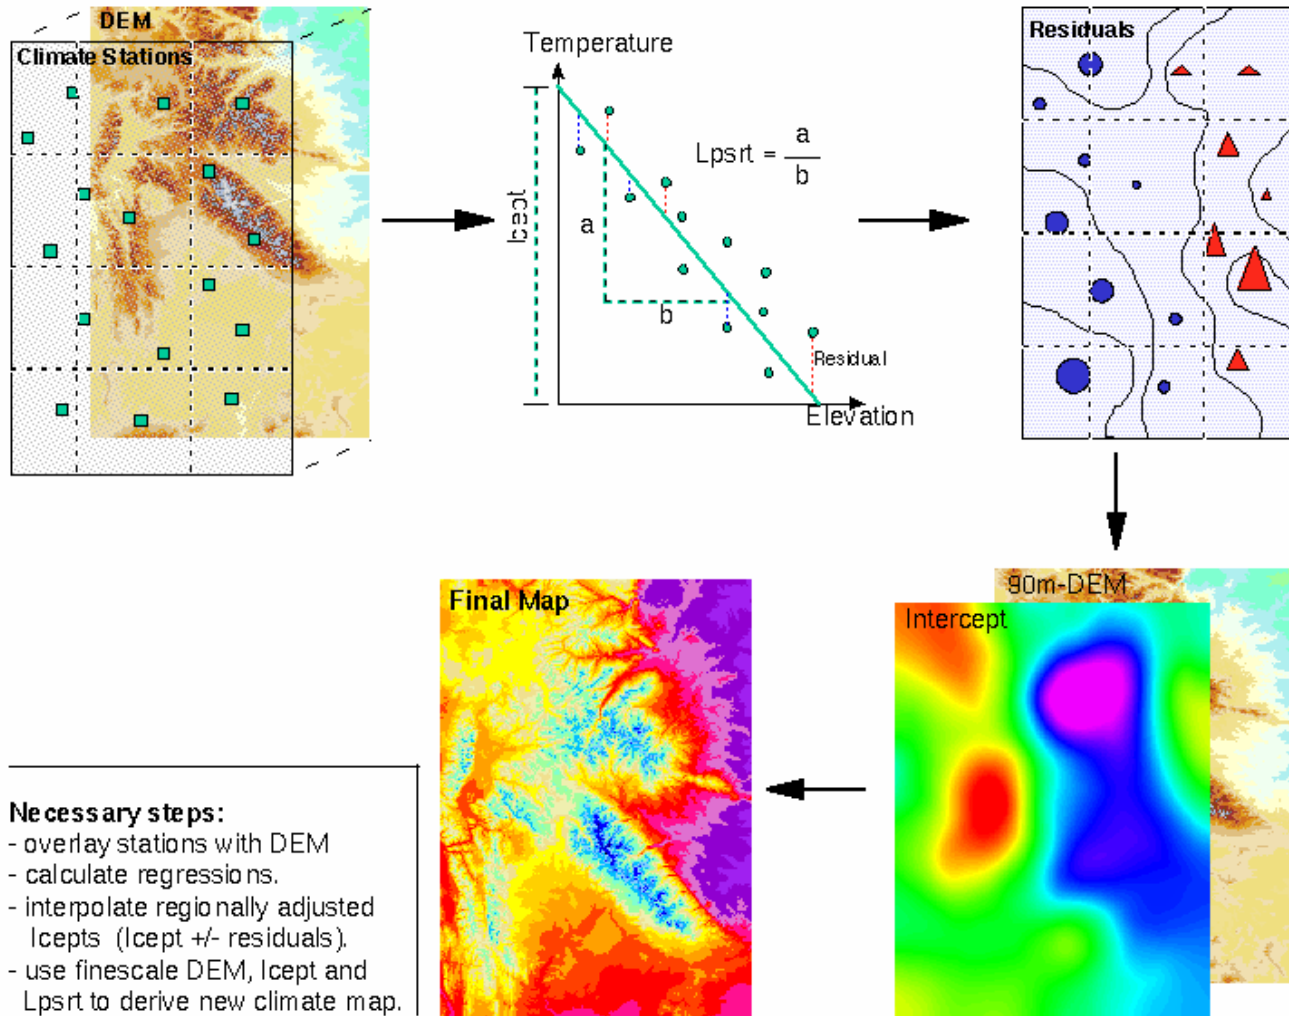 DEM
Climate Stations
Temperature
Icept
a
b
Lpsrt = a
b
Residual
Elevation
Residuals
90m-DEM
Intercept
Final Map
Necessary steps:
- overlay stations with DEM
- calculate regressions.
- interpolate regionally adjusted
Icepts (Icept +/- residuals).
- use finescale DEM, Icept and
Lpsrt to derive new climate map.